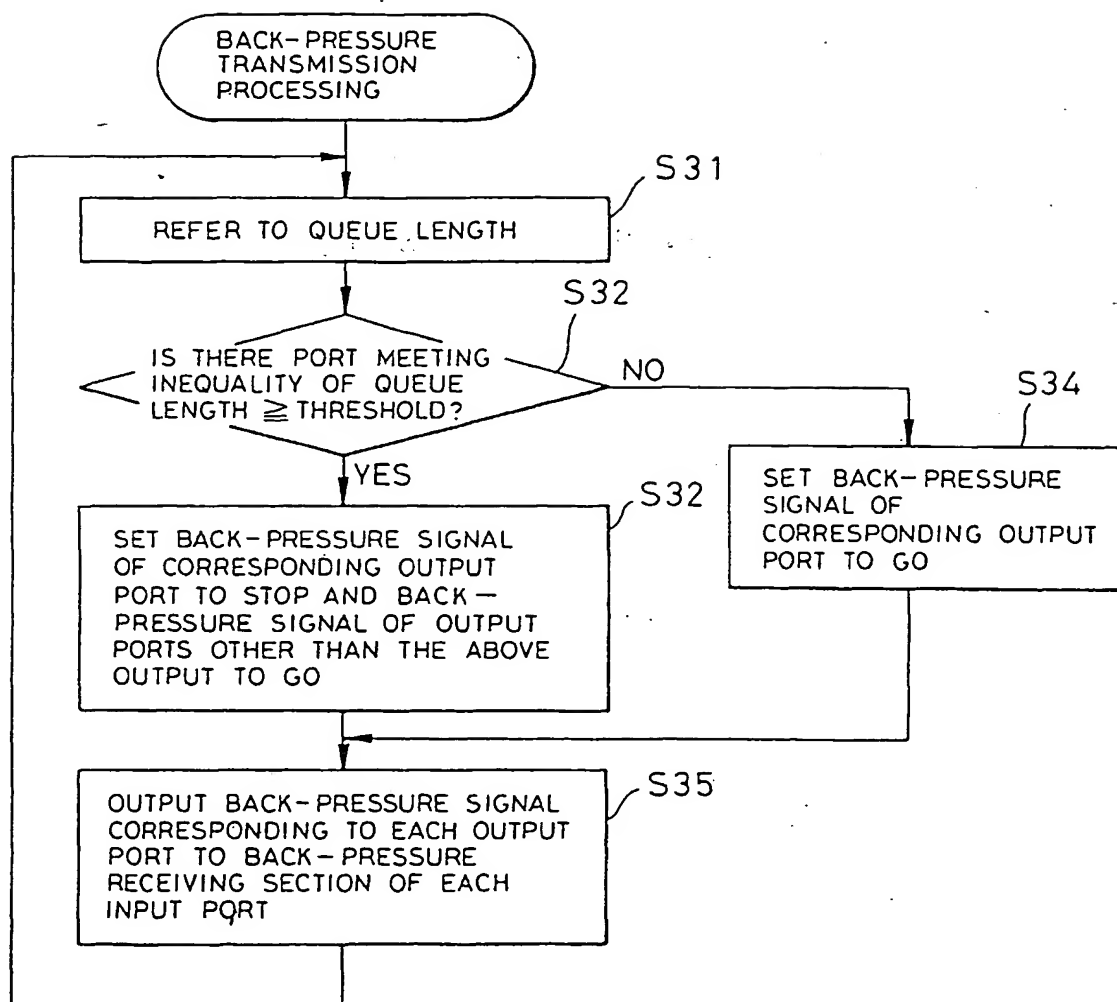 BACK-PRESSURE
TRANSMISSION
PROCESSING
S31
REFER TO QUEUE LENGTH
S32
IS THERE PORT MEETING
INEQUALITY OF QUEUE
LENGTH ≧ THRESHOLD?
NO
S34
YES
SET BACK-PRESSURE
SIGNAL OF
CORRESPONDING OUTPUT
PORT TO GO
S32
SET BACK-PRESSURE SIGNAL
OF CORRESPONDING OUTPUT
PORT TO STOP AND BACK-
PRESSURE SIGNAL OF OUTPUT
PORTS OTHER THAN THE ABOVE
OUTPUT TO GO
S35
OUTPUT BACK-PRESSURE SIGNAL
CORRESPONDING TO EACH OUTPUT
PORT TO BACK-PRESSURE
RECEIVING SECTION OF EACH
INPUT PORT